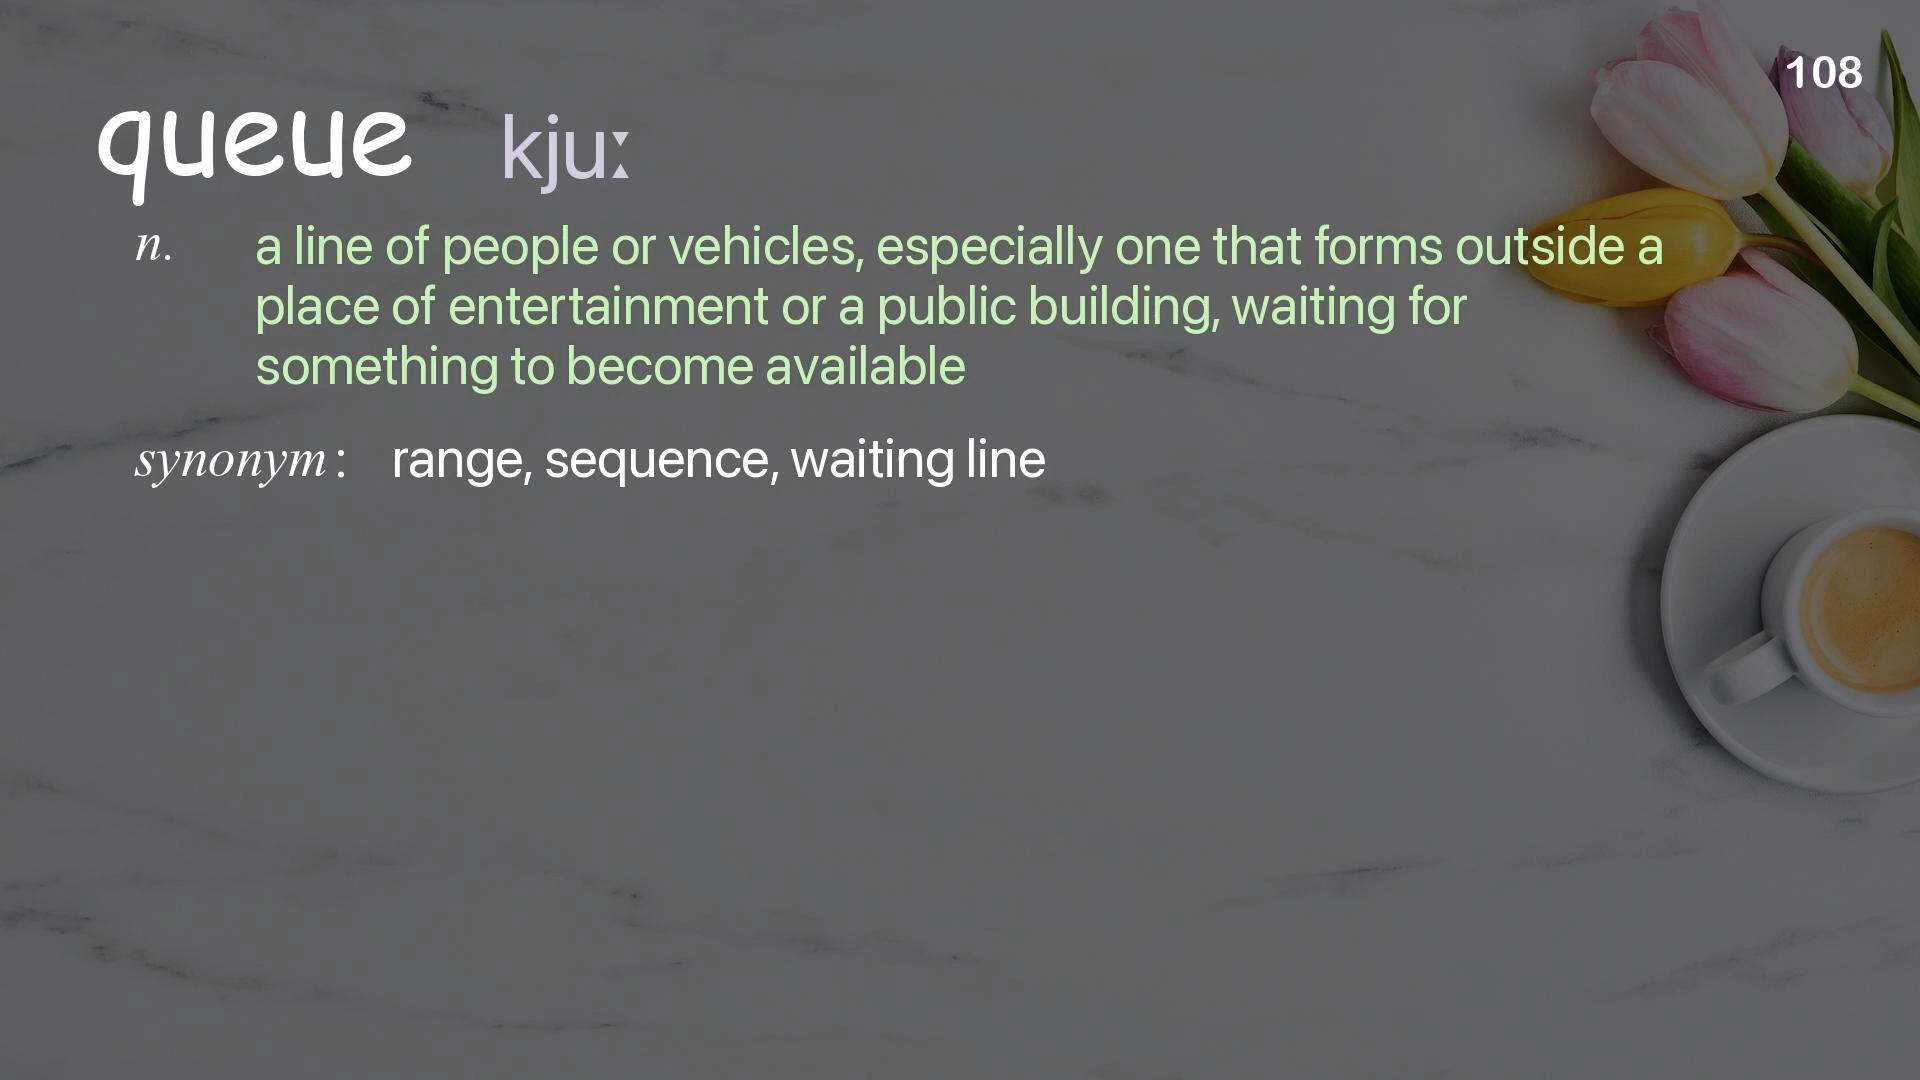 108
queue kjuː
n. a line of people or vehicles, especially one that forms outside a
place of entertainment or a public building, waiting for
something to become available
synonym : range, sequence, waiting line